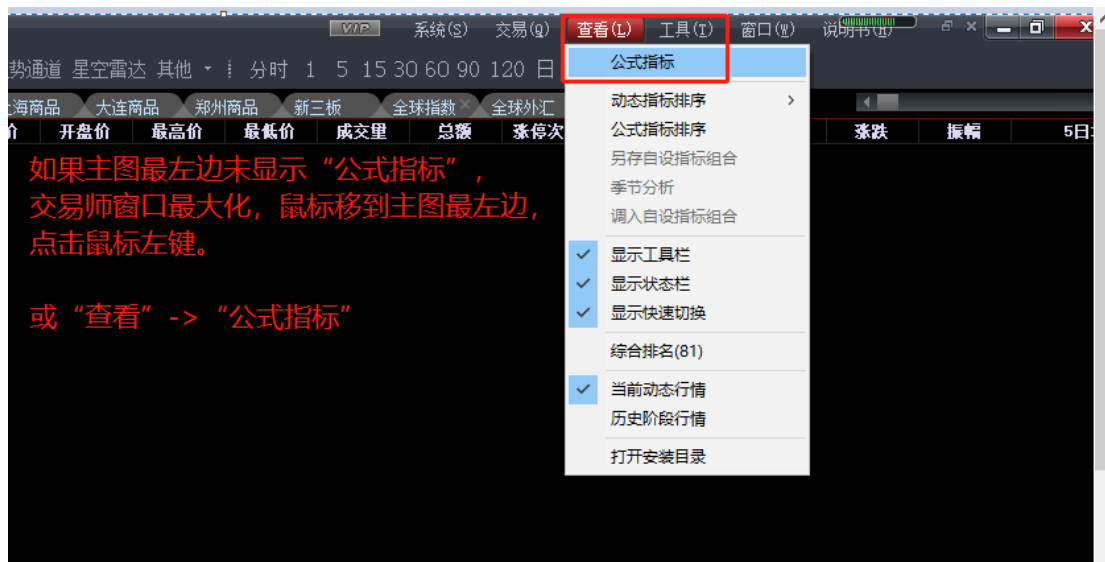 VIP 系统(S) 交易(Q) 查看(L) 工具(T) 窗口(W) 说明书(H)
势通道 星空雷达 其他 分时 1 5 15 30 60 90 120 日
上海商品 大连商品 郑州商品 新三板 全球指数 全球外汇
价 开盘价 最高价 最低价 成交量 总额 涨停次 涨跌 振幅 5日
如果主图最左边未显示“公式指标”，
交易师窗口最大化，鼠标移到主图最左边，
点击鼠标左键。
或“查看” -> “公式指标”
公式指标
动态指标排序
公式指标排序
另存自设指标组合
季节分析
调入自设指标组合
显示工具栏
显示状态栏
显示快速切换
综合排名(81)
当前动态行情
历史阶段行情
打开安装目录